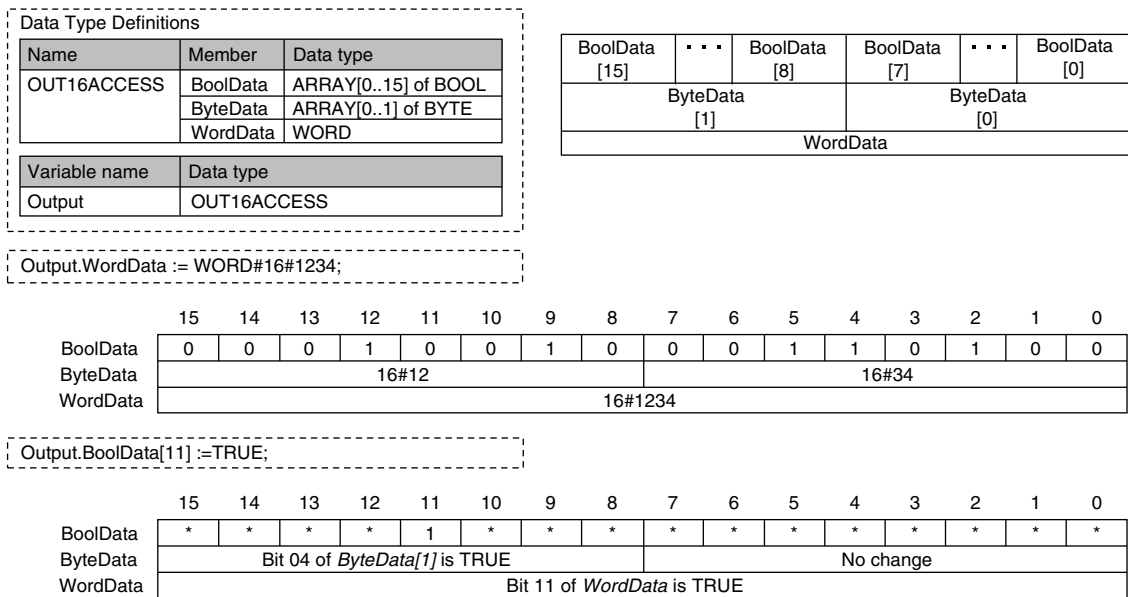 Data Type Definitions
Name Member Data type
OUT16ACCESS BoolData ARRAY[0..15] of BOOL
ByteData ARRAY[0..1] of BYTE
WordData WORD
Variable name Data type
Output OUT16ACCESS
BoolData [15] ・・・ BoolData [8] BoolData [7] ・・・ BoolData [0]
ByteData [1] ByteData [0]
WordData
Output.WordData := WORD#16#1234;
15 14 13 12 11 10 9 8 7 6 5 4 3 2 1 0
BoolData 0 0 0 1 0 0 1 0 0 0 1 1 0 1 0 0
ByteData 16#12 16#34
WordData 16#1234
Output.BoolData[11] :=TRUE;
15 14 13 12 11 10 9 8 7 6 5 4 3 2 1 0
BoolData * * * * 1 * * * * * * * * * * *
ByteData Bit 04 of ByteData[1] is TRUE No change
WordData Bit 11 of WordData is TRUE